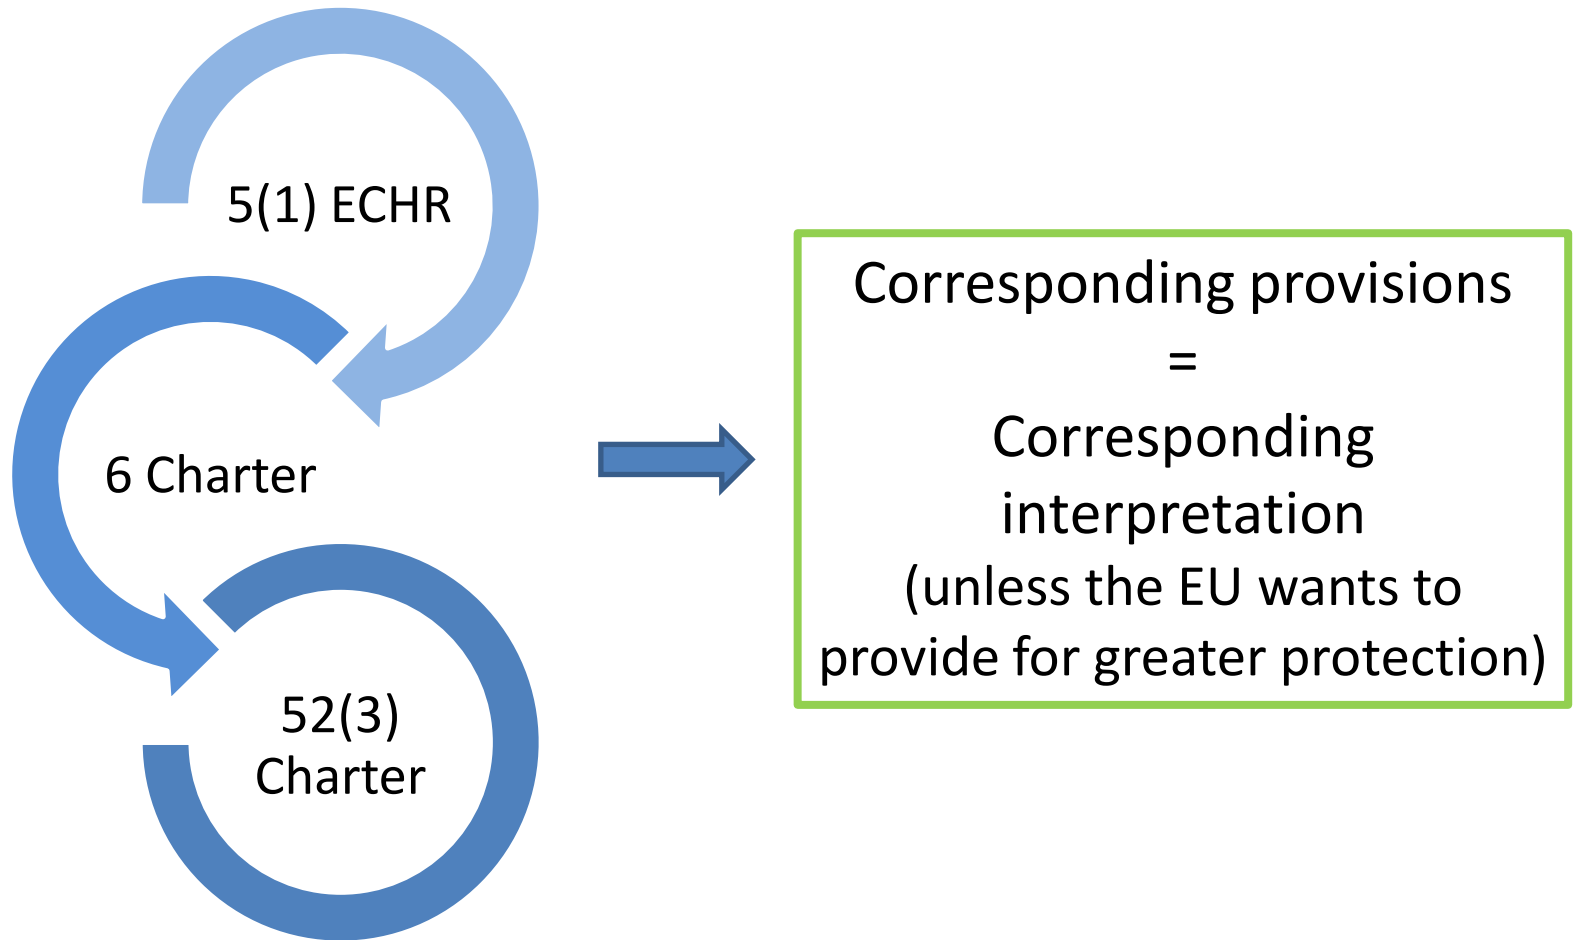 5(1) ECHR
6 Charter
52(3)
Charter
Corresponding provisions
=
Corresponding
interpretation
(unless the EU wants to
provide for greater protection)